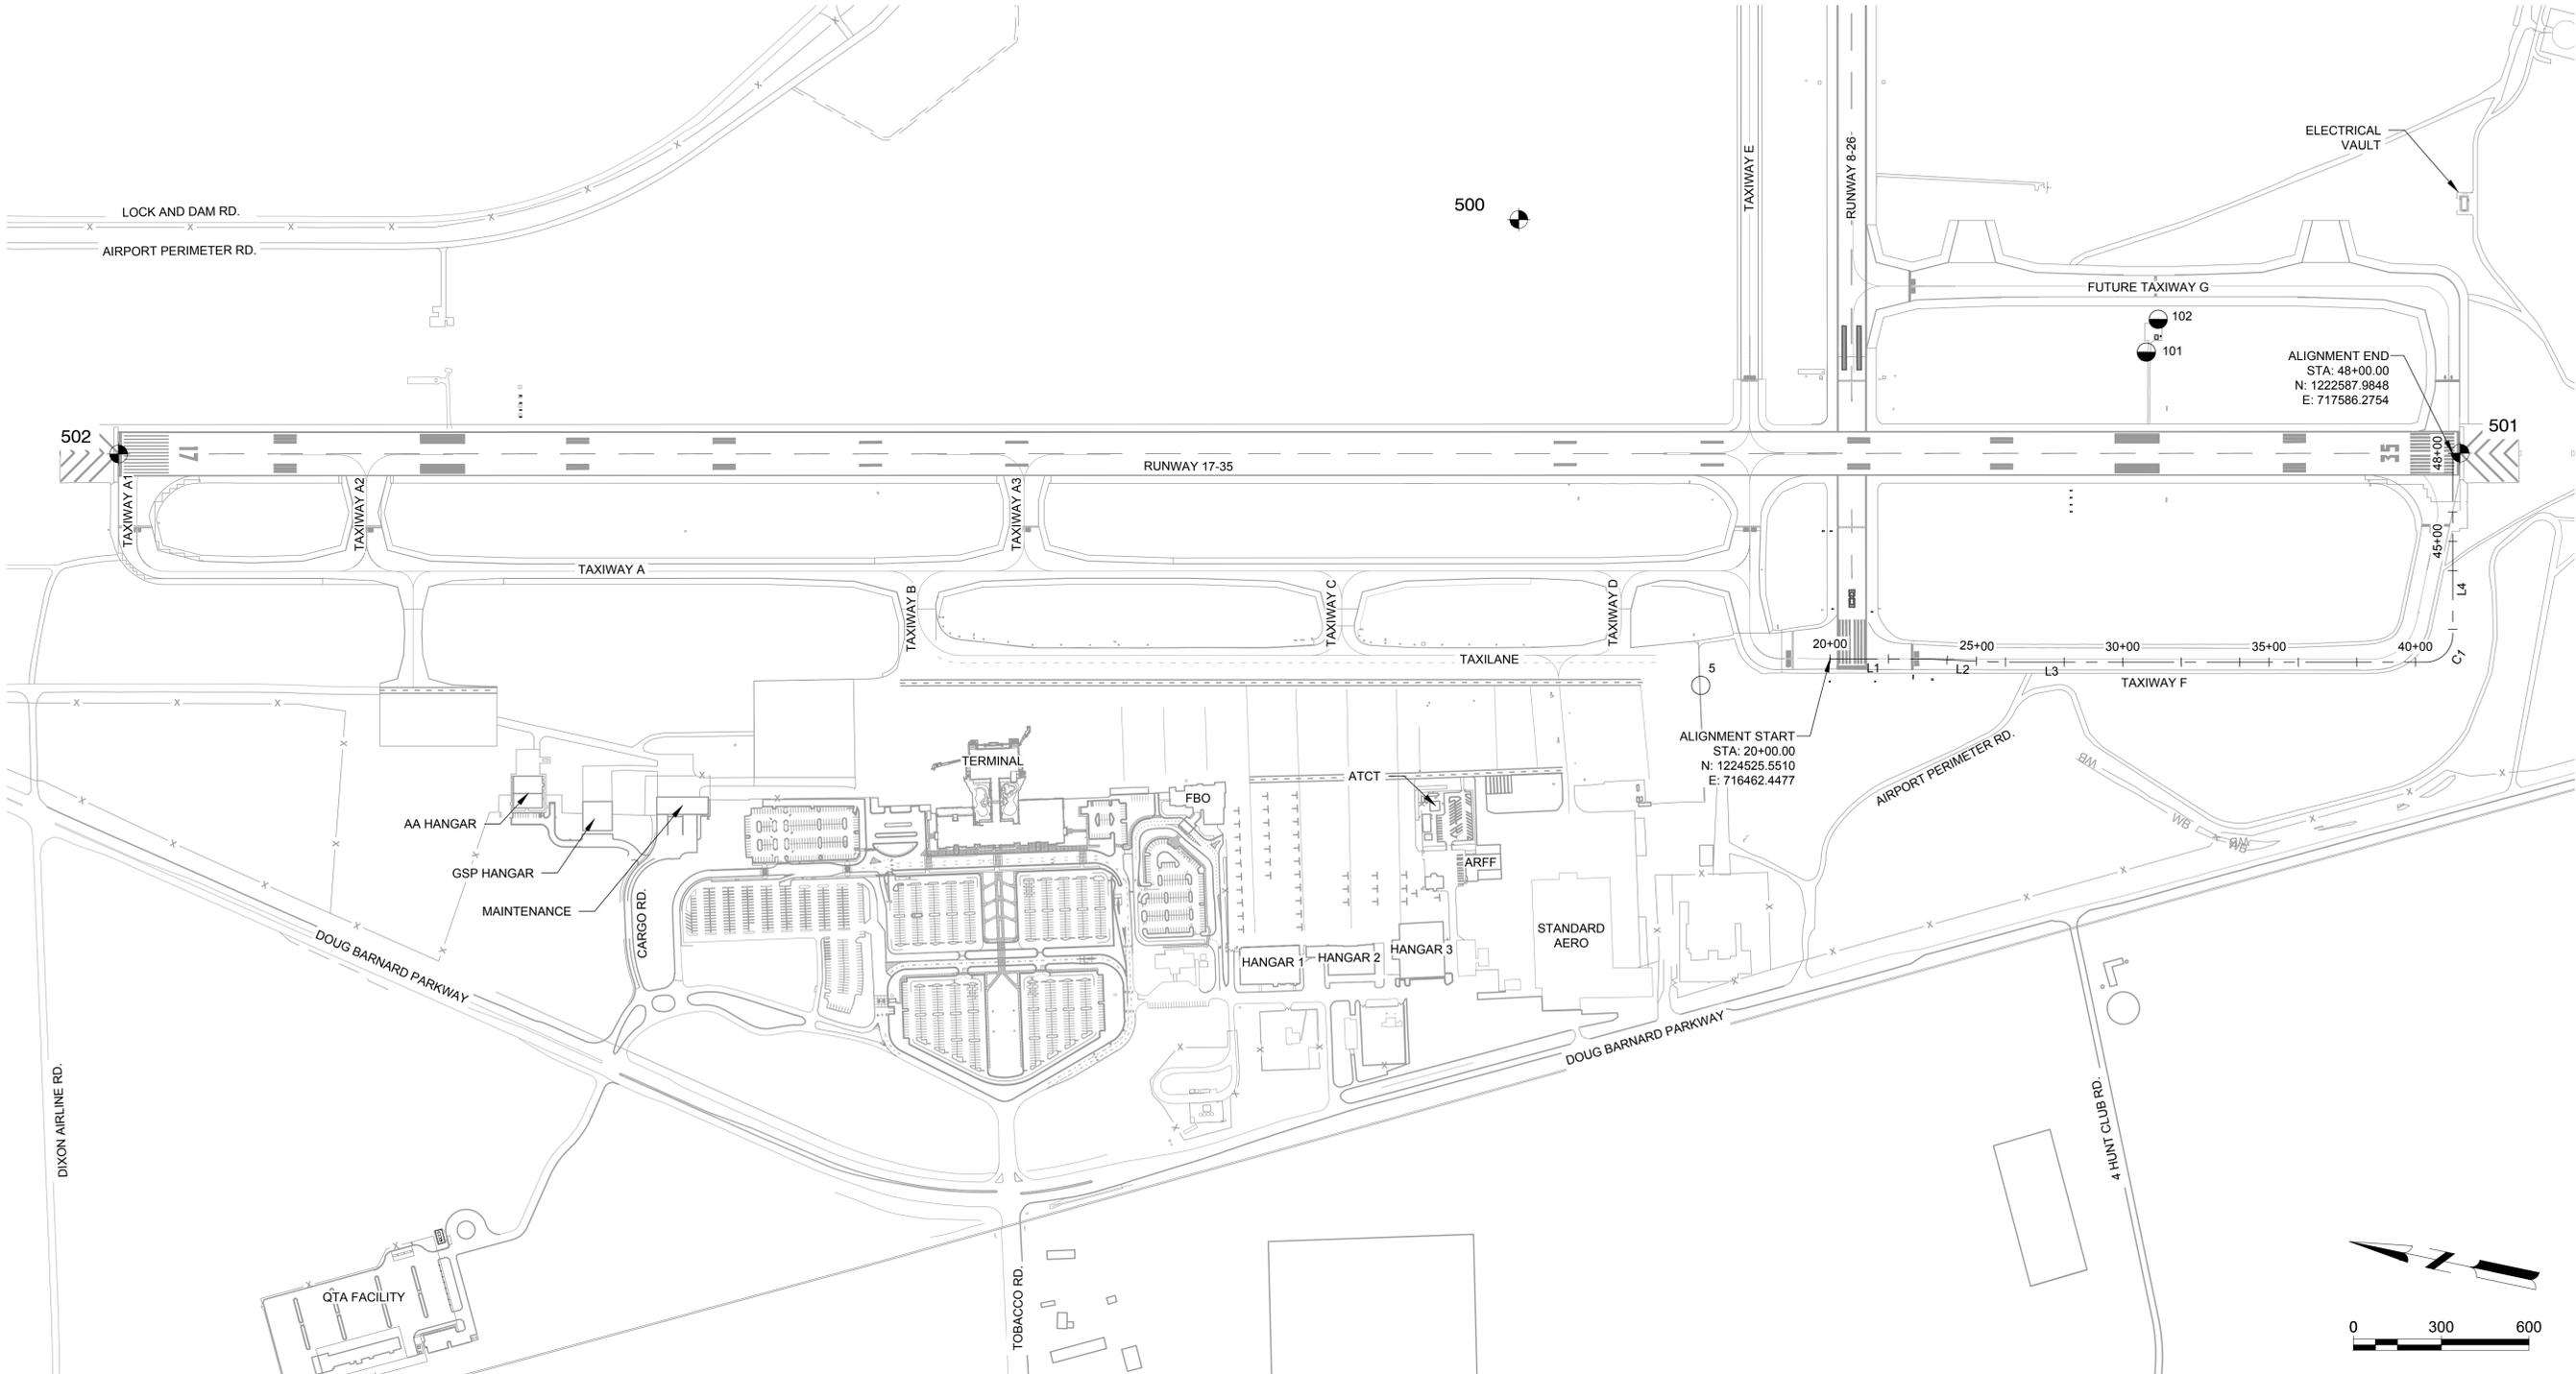 ELECTRICAL
VAULT
TAXIWAY E
RUNWAY 8-26
500
LOCK AND DAM RD.
AIRPORT PERIMETER RD.
FUTURE TAXIWAY G
102
101
ALIGNMENT END
STA: 48+00.00
N: 1222587.9848
E: 717586.2754
502
501
17
RUNWAY 17-35
35
48+00
TAXIWAY A1
TAXIWAY A2
TAXIWAY A3
45+00
TAXIWAY A
TAXIWAY B
TAXIWAY C
TAXIWAY D
L4
20+00
25+00
30+00
35+00
40+00
C1
TAXILANE
5
L1
L2
L3
TAXIWAY F
ALIGNMENT START
STA: 20+00.00
N: 1224525.5510
E: 716462.4477
AIRPORT PERIMETER RD.
TERMINAL
ATCT
FBO
AA HANGAR
GSP HANGAR
MAINTENANCE
ARFF
WB
WB
WB
WB
CARGO RD.
STANDARD
AERO
HANGAR 1
HANGAR 2
HANGAR 3
DOUG BARNARD PARKWAY
DOUG BARNARD PARKWAY
DIXON AIRLINE RD.
4 HUNT CLUB RD.
TOBACCO RD.
QTA FACILITY
0 300 600